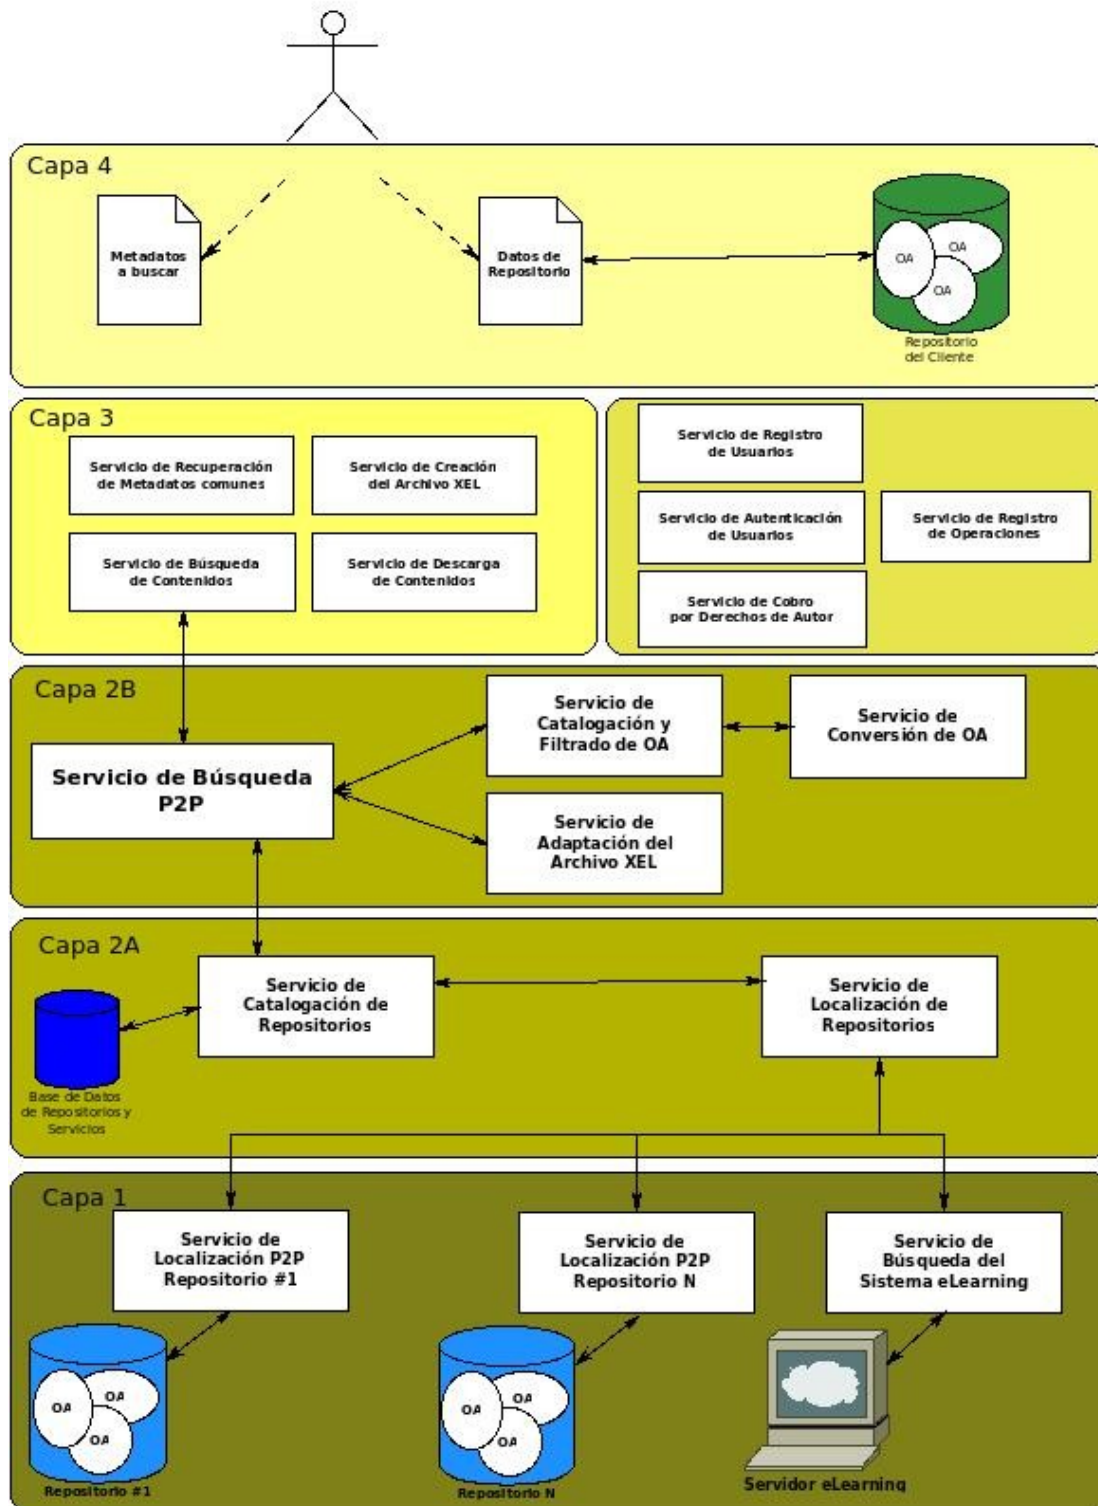 Capa 4
Metadatos
a buscar
Datos de
Repositorio
OA
OA
OA
Repositorio
del Cliente
Capa 3
Servicio de Recuperación
de Metadatos comunes
Servicio de Creación
del Archivo XEL
Servicio de Búsqueda
de Contenidos
Servicio de Descarga
de Contenidos
Servicio de Registro
de Usuarios
Servicio de Autenticación
de Usuarios
Servicio de Registro
de Operaciones
Servicio de Cobro
por Derechos de Autor
Capa 2B
Servicio de Búsqueda
P2P
Servicio de
Catalogación y
Filtrado de OA
Servicio de
Conversión de OA
Servicio de
Adaptación del
Archivo XEL
Capa 2A
Servicio de
Catalogación de
Repositorios
Servicio de
Localización de
Repositorios
Base de Datos
de Repositorios y
Servicios
Capa 1
Servicio de
Localización P2P
Repositorio #1
Servicio de
Localización P2P
Repositorio N
Servicio de
Búsqueda del
Sistema eLearning
OA
OA
OA
Repositorio #1
OA
OA
OA
Repositorio N
Servidor eLearning